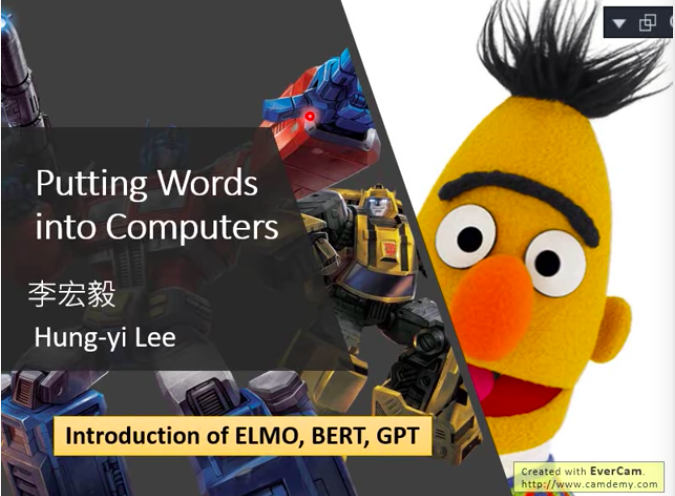 Putting Words
into Computers
李宏毅
Hung-yi Lee
Introduction of ELMO, BERT, GPT
Created with EverCam.
http://www.camdemy.com